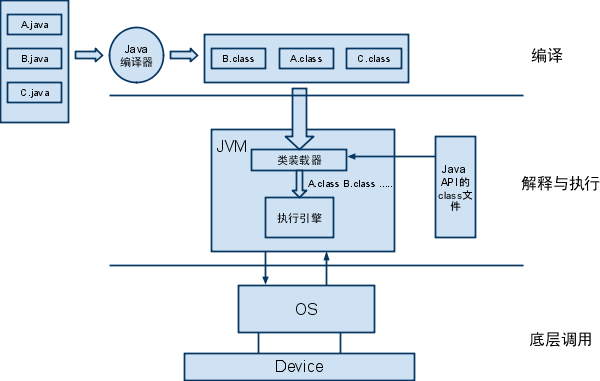 A.java
B.java
C.java
Java
编译器
B.class
A.class
C.class
编译
JVM
类装载器
A.class B.class .....
执行引擎
Java
API的
class文
件
解释与执行
OS
底层调用
Device